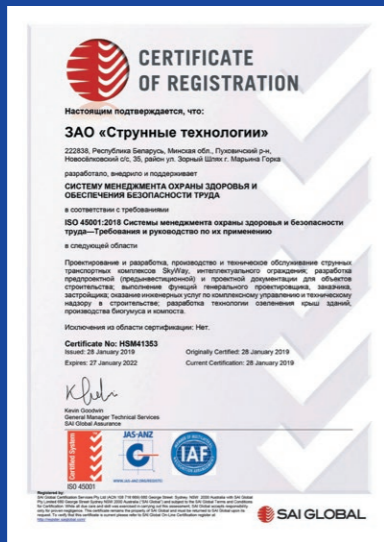 CERTIFICATE
OF REGISTRATION
Настоящим подтверждается, что:
ЗАО «Струнные технологии»
222838, Республика Беларусь, Минская обл., Пуховичский р-н,
Новосёлковский с/с, 35, район ул. Зорный Шлях г. Марьина Горка
разработало, внедрило и поддерживает
СИСТЕМУ МЕНЕДЖМЕНТА ОХРАНЫ ЗДОРОВЬЯ И
ОБЕСПЕЧЕНИЯ БЕЗОПАСНОСТИ ТРУДА
в соответствии с требованиями
ISO 45001:2018 Системы менеджмента охраны здоровья и безопасности
труда—Требования и руководство по их применению
в следующей области
Проектирование и разработка, производство и техническое обслуживание струнных
транспортных комплексов SkyWay, интеллектуального ограждения; разработка
предпроектной (предынвестиционной) и проектной документации для объектов
строительства; выполнение функций генерального проектировщика, заказчика,
застройщика; оказание инженерных услуг по комплексному управлению и техническому
надзору в строительстве; разработка технологии озеленения крыш зданий,
производства биогумуса и компоста.
Исключения из области сертификации: Нет.
Certificate No: HSM41353
Issued: 28 January 2019 Originally Certified: 28 January 2019
Expires: 27 January 2022 Current Certification: 28 January 2019
Kevin Goodwin
General Manager Technical Services
SAI Global Assurance
Certified System
JAS-ANZ
IAF
ISO 45001
Registered by:
SAI GLOBAL